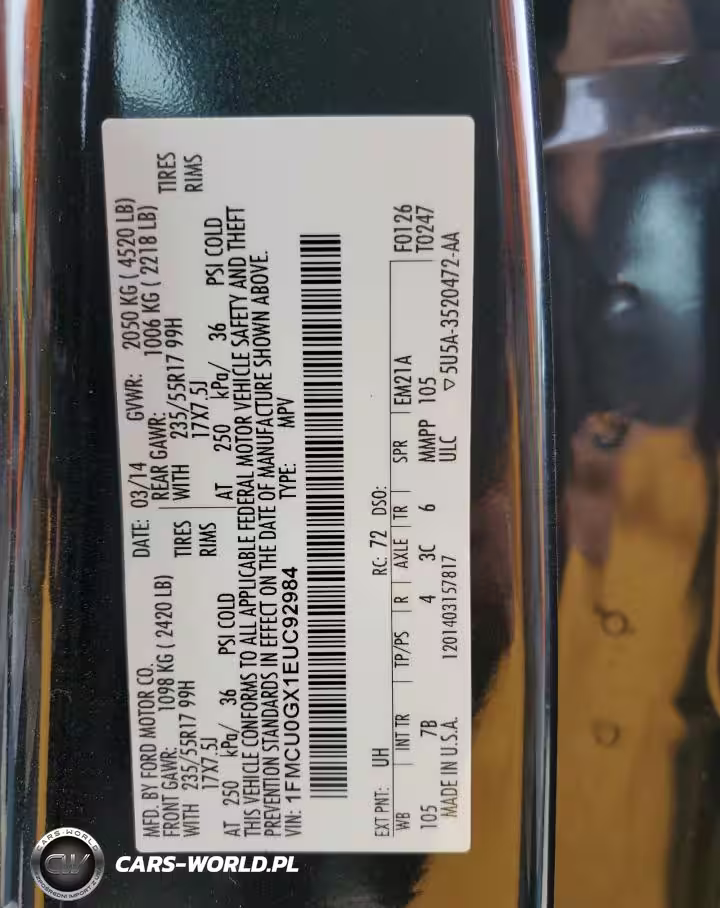 MFD. BY FORD MOTOR CO.
DATE: 03/14 GVWR: 2050 KG ( 4520 LB)
FRONT GAWR: 1098 KG ( 2420 LB) REAR GAWR: 1006 KG ( 2218 LB)
WITH 235/55R17 99H TIRES WITH 235/55R17 99H TIRES
17X7.5J RIMS 17X7.5J RIMS
AT 250 kPa/ 36 PSI COLD AT 250 kPa/ 36 PSI COLD
THIS VEHICLE CONFORMS TO ALL APPLICABLE FEDERAL MOTOR VEHICLE SAFETY AND THEFT
PREVENTION STANDARDS IN EFFECT ON THE DATE OF MANUFACTURE SHOWN ABOVE.
VIN: 1FMCU0GX1EUC92984 TYPE: MPV
EXT PNT: UH RC: 72 DSO:
WB INT TR TP/PS R AXLE TR SPR EM21A F0126
105 7B 4 3C 6 MMPP 105 T0247
MADE IN U.S.A. 1201403157817 ULC ▽5U5A-3520472-AA
CARS-WORLD
CW
CARS-WORLD.PL